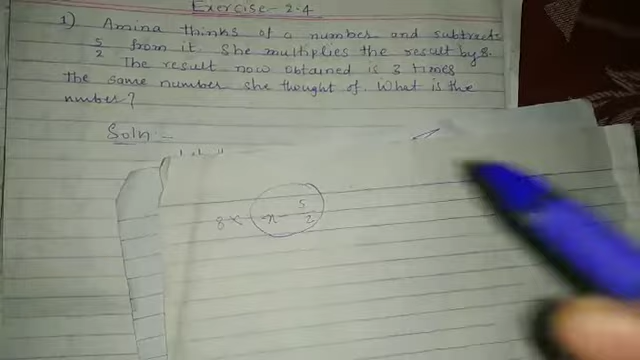 Exercise - 2.4
1) Amina thinks of a number and subtracts
5/2 from it. She multiplies the result by 8.
The result now obtained is 3 times
the same number she thought of. What is the
number?
Soln :-
8 × x - 5/2